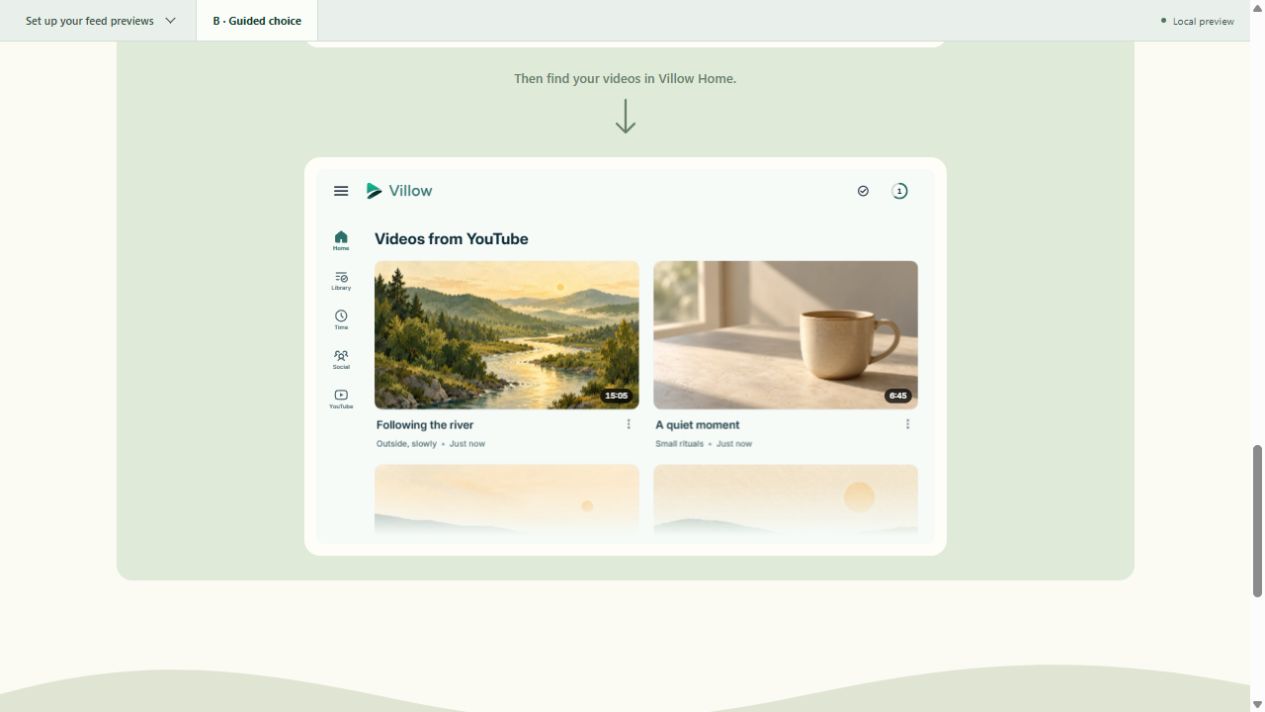 Set up your feed previews
B · Guided choice
Local preview
Then find your videos in Villow Home.
Villow
1
Home
Library
Time
Social
YouTube
Videos from YouTube
15:05
6:45
Following the river
A quiet moment
Outside, slowly • Just now
Small rituals • Just now